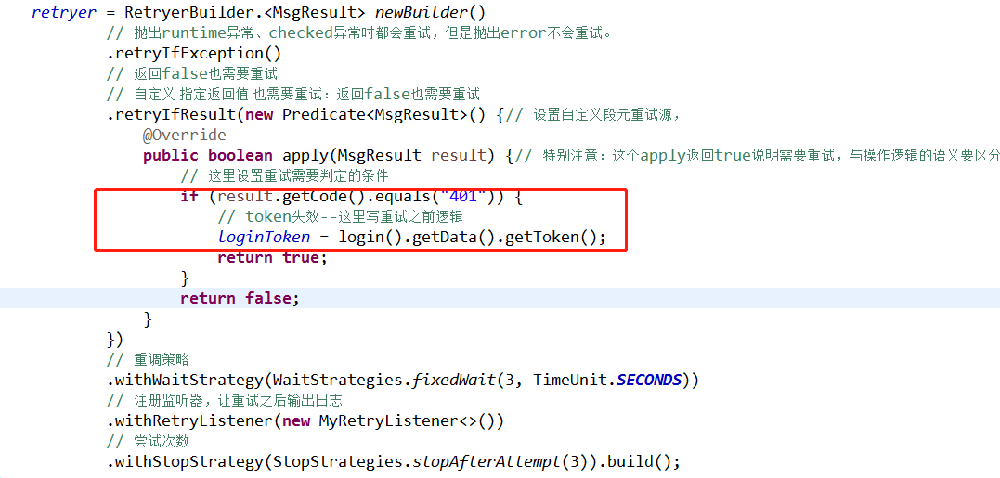 retryer = RetryerBuilder.<MsgResult> newBuilder()
// 抛出runtime异常、checked异常时都会重试，但是抛出error不会重试。
.retryIfException()
// 返回false也需要重试
// 自定义 指定返回值 也需要重试：返回false也需要重试
.retryIfResult(new Predicate<MsgResult>() {// 设置自定义段元重试源，
@Override
public boolean apply(MsgResult result) {// 特别注意：这个apply返回true说明需要重试，与操作逻辑的语义要区分
// 这里设置重试需要判定的条件
if (result.getCode().equals("401")) {
// token失效--这里写重试之前逻辑
loginToken = login().getData().getToken();
return true;
}
return false;
}
})
// 重调策略
.withWaitStrategy(WaitStrategies.fixedWait(3, TimeUnit.SECONDS))
// 注册监听器，让重试之后输出日志
.withRetryListener(new MyRetryListener<>())
// 尝试次数
.withStopStrategy(StopStrategies.stopAfterAttempt(3)).build();